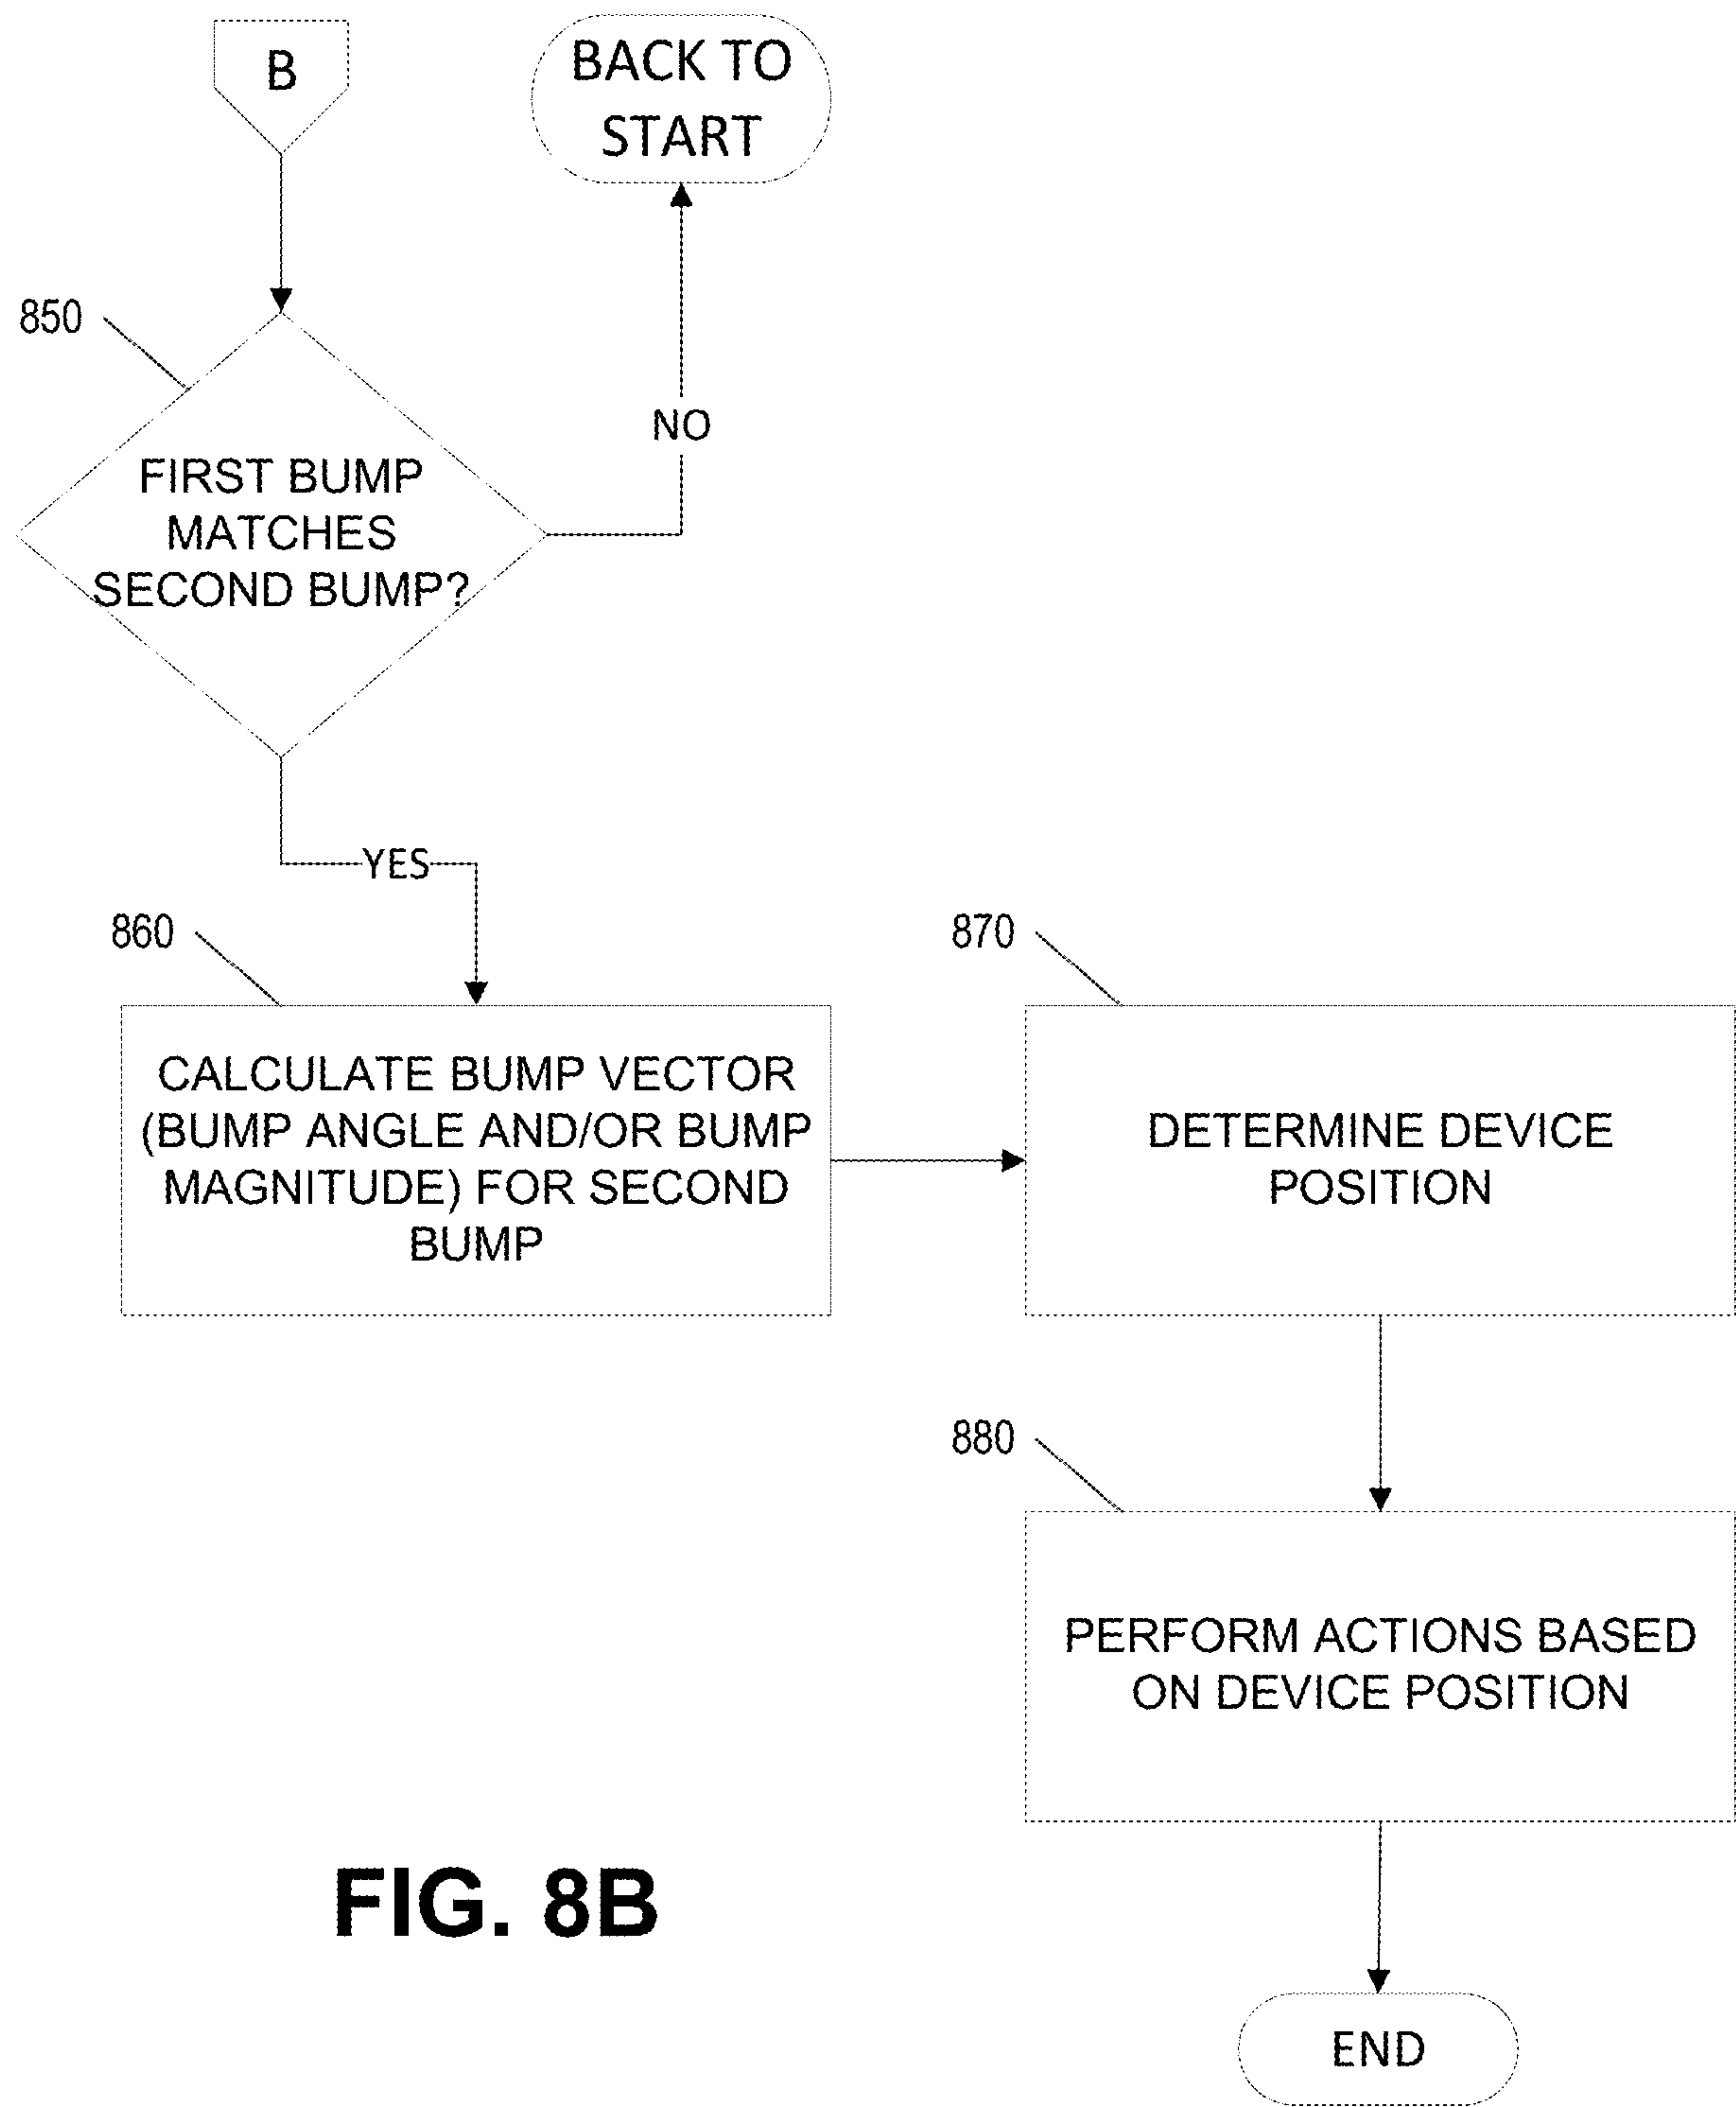 B
BACK TO
START
850
NO
FIRST BUMP
MATCHES
SECOND BUMP?
YES
860
870
CALCULATE BUMP VECTOR
(BUMP ANGLE AND/OR BUMP
MAGNITUDE) FOR SECOND
BUMP
DETERMINE DEVICE
POSITION
880
PERFORM ACTIONS BASED
ON DEVICE POSITION
FIG. 8B
END